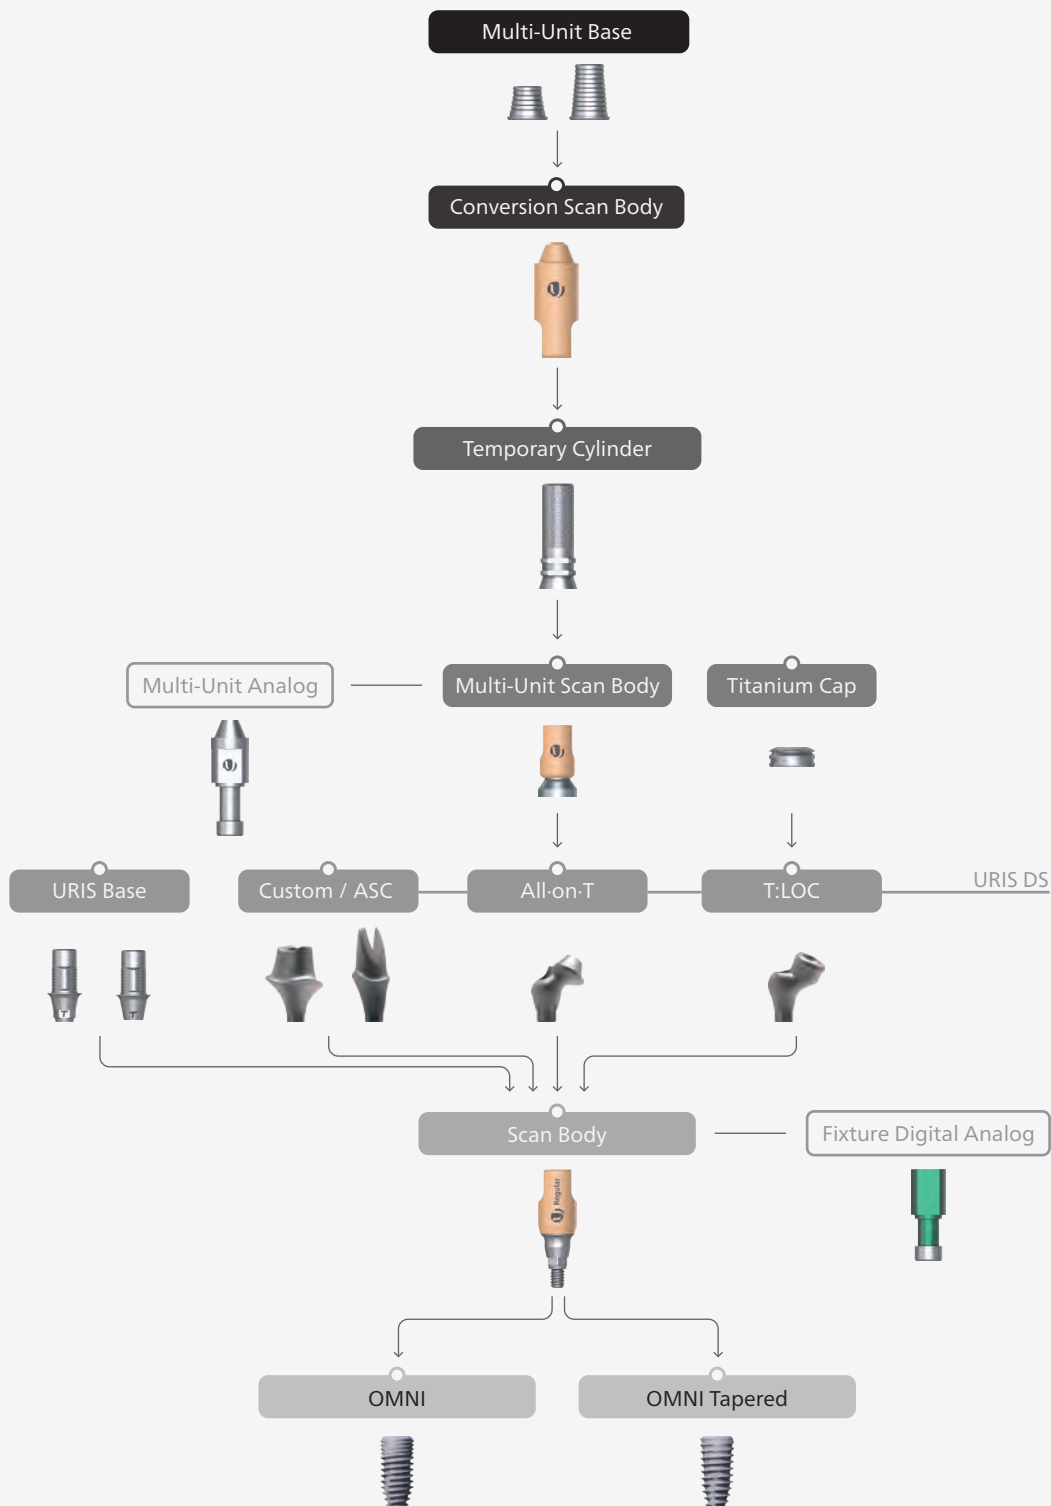 Multi-Unit Base
Conversion Scan Body
Temporary Cylinder
Multi-Unit Analog
Multi-Unit Scan Body
Titanium Cap
URIS Base
Custom / ASC
All·on·T
T:LOC
URIS DS
T
T
Scan Body
Fixture Digital Analog
Regular
OMNI
OMNI Tapered